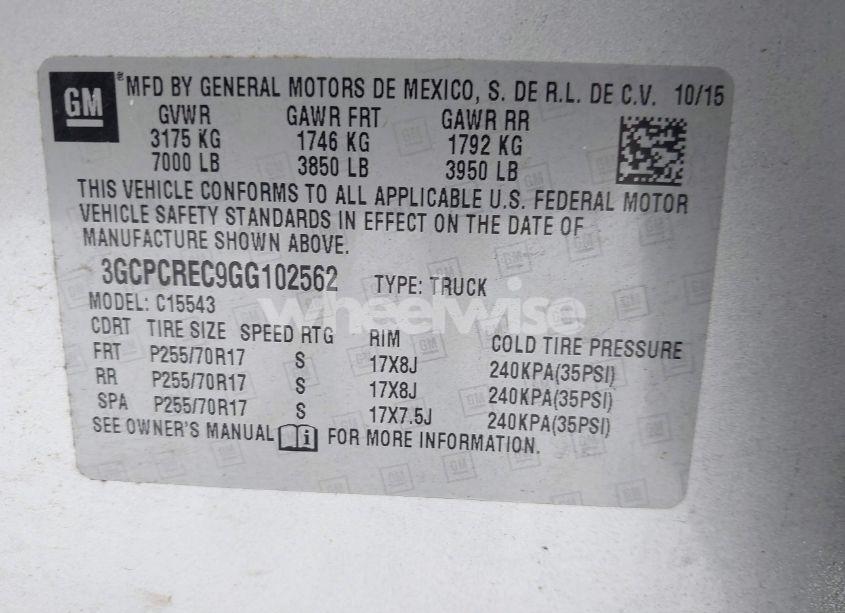 GM
® MFD BY GENERAL MOTORS DE MEXICO, S. DE R.L. DE C.V. 10/15
GVWR GAWR FRT GAWR RR
3175 KG 1746 KG 1792 KG
7000 LB 3850 LB 3950 LB
THIS VEHICLE CONFORMS TO ALL APPLICABLE U.S. FEDERAL MOTOR
VEHICLE SAFETY STANDARDS IN EFFECT ON THE DATE OF
MANUFACTURE SHOWN ABOVE.
3GCPCREC9GG102562 TYPE: TRUCK
wheelwise
MODEL: C15543
CDRT TIRE SIZE SPEED RTG RIM COLD TIRE PRESSURE
FRT P255/70R17 S 17X8J 240KPA(35PSI)
RR P255/70R17 S 17X8J 240KPA(35PSI)
SPA P255/70R17 S 17X7.5J 240KPA(35PSI)
SEE OWNER'S MANUAL i FOR MORE INFORMATION.